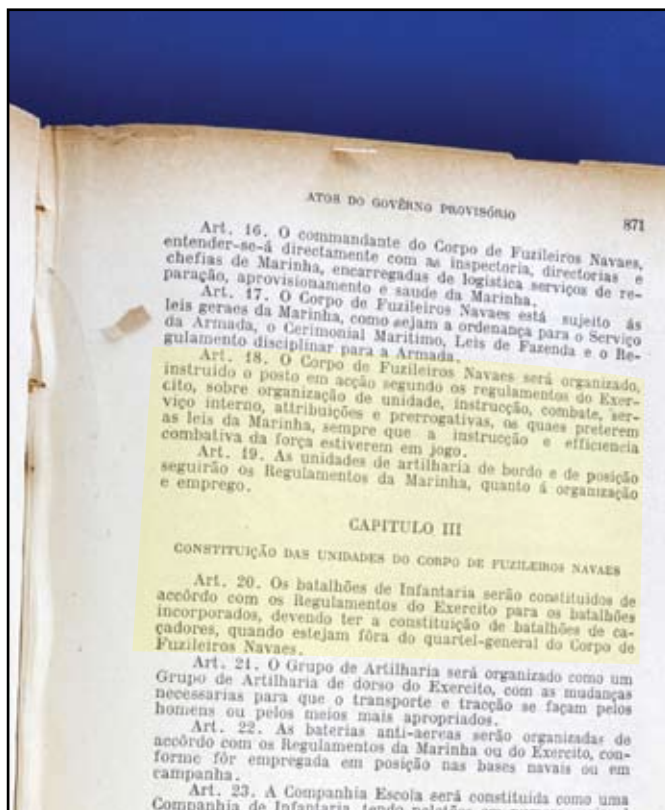 ATOS DO GOVÊRNO PROVISÓRIO
871
Art. 16. O commandante do Corpo de Fuzileiros Navaes,
entender-se-á directamente com as inspectoria, directorias e
chefias de Marinha, encarregadas de logística serviços de re-
paração, aprovisionamento e saude da Marinha.
Art. 17. O Corpo de Fuzileiros Navaes está sujeito ás
leis geraes da Marinha, como sejam a ordenança para o Serviço
da Armada, o Cerimonial Maritimo, Leis de Fazenda e o Re-
gulamento disciplinar para a Armada.
Art. 18. O Corpo de Fuzileiros Navaes será organizado,
instruido o posto em acção segundo os regulamentos do Exer-
cito, sobre organização de unidade, instrucção, combate, ser-
viço interno, attribuições e prerrogativas, os quaes preterem
as leis da Marinha, sempre que a instrucção e efficiencia
combativa da força estiverem em jogo.
Art. 19. As unidades de artilharia de bordo e de posição
seguirão os Regulamentos da Marinha, quanto á organização
e emprego.
CAPITULO III
CONSTITUIÇÃO DAS UNIDADES DO CORPO DE FUZILEIROS NAVAES
Art. 20. Os batalhões de Infantaria serão constituidos de
accôrdo com os Regulamentos do Exercito para os batalhões
incorporados, devendo ter a constituição de batalhões de ca-
çadores, quando estejam fôra do quartel-general do Corpo de
Fuzileiros Navaes.
Art. 21. O Grupo de Artilharia será organizado como um
Grupo de Artilharia de dorso do Exercito, com as mudanças
necessarias para que o transporte e tracção se façam pelos
homens ou pelos meios mais apropriados.
Art. 22. As baterias anti-aereas serão organizadas de
accôrdo com os Regulamentos da Marinha ou do Exercito, con-
forme fôr empregada em posição nas bases navais ou em
campanha.
Art. 23. A Companhia Escola será constituida como uma
Companhia de Infantaria, tendo